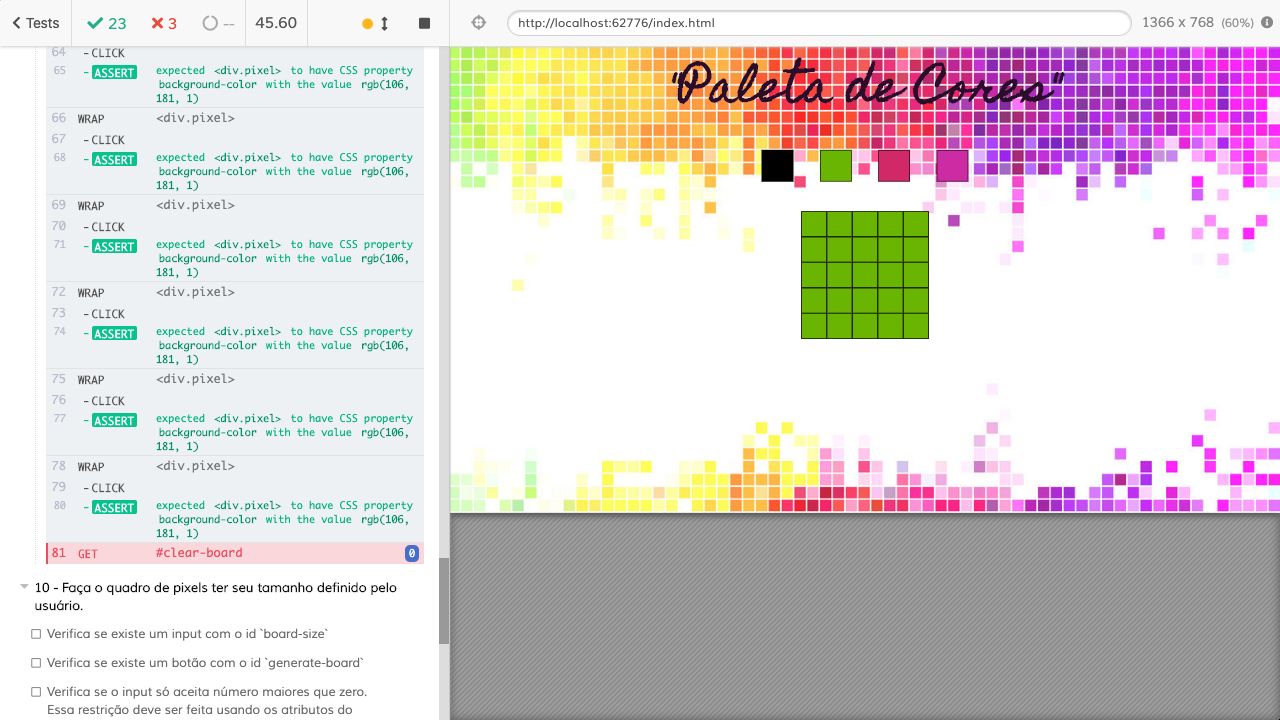 Tests
23
3
--
45.60
http://localhost:62776/index.html
1366 x 768 (60%)
64 - CLICK
65 - ASSERT expected <div.pixel> to have CSS property
background-color with the value rgb(106,
181, 1)
66 WRAP <div.pixel>
67 - CLICK
68 - ASSERT expected <div.pixel> to have CSS property
background-color with the value rgb(106,
181, 1)
69 WRAP <div.pixel>
70 - CLICK
71 - ASSERT expected <div.pixel> to have CSS property
background-color with the value rgb(106,
181, 1)
72 WRAP <div.pixel>
73 - CLICK
74 - ASSERT expected <div.pixel> to have CSS property
background-color with the value rgb(106,
181, 1)
75 WRAP <div.pixel>
76 - CLICK
77 - ASSERT expected <div.pixel> to have CSS property
background-color with the value rgb(106,
181, 1)
78 WRAP <div.pixel>
79 - CLICK
80 - ASSERT expected <div.pixel> to have CSS property
background-color with the value rgb(106,
181, 1)
81 GET #clear-board 0
10 - Faça o quadro de pixels ter seu tamanho definido pelo
usuário.
Verifica se existe um input com o id `board-size`
Verifica se existe um botão com o id `generate-board`
Verifica se o input só aceita número maiores que zero.
Essa restrição deve ser feita usando os atributos do
"Paleta de Cores"